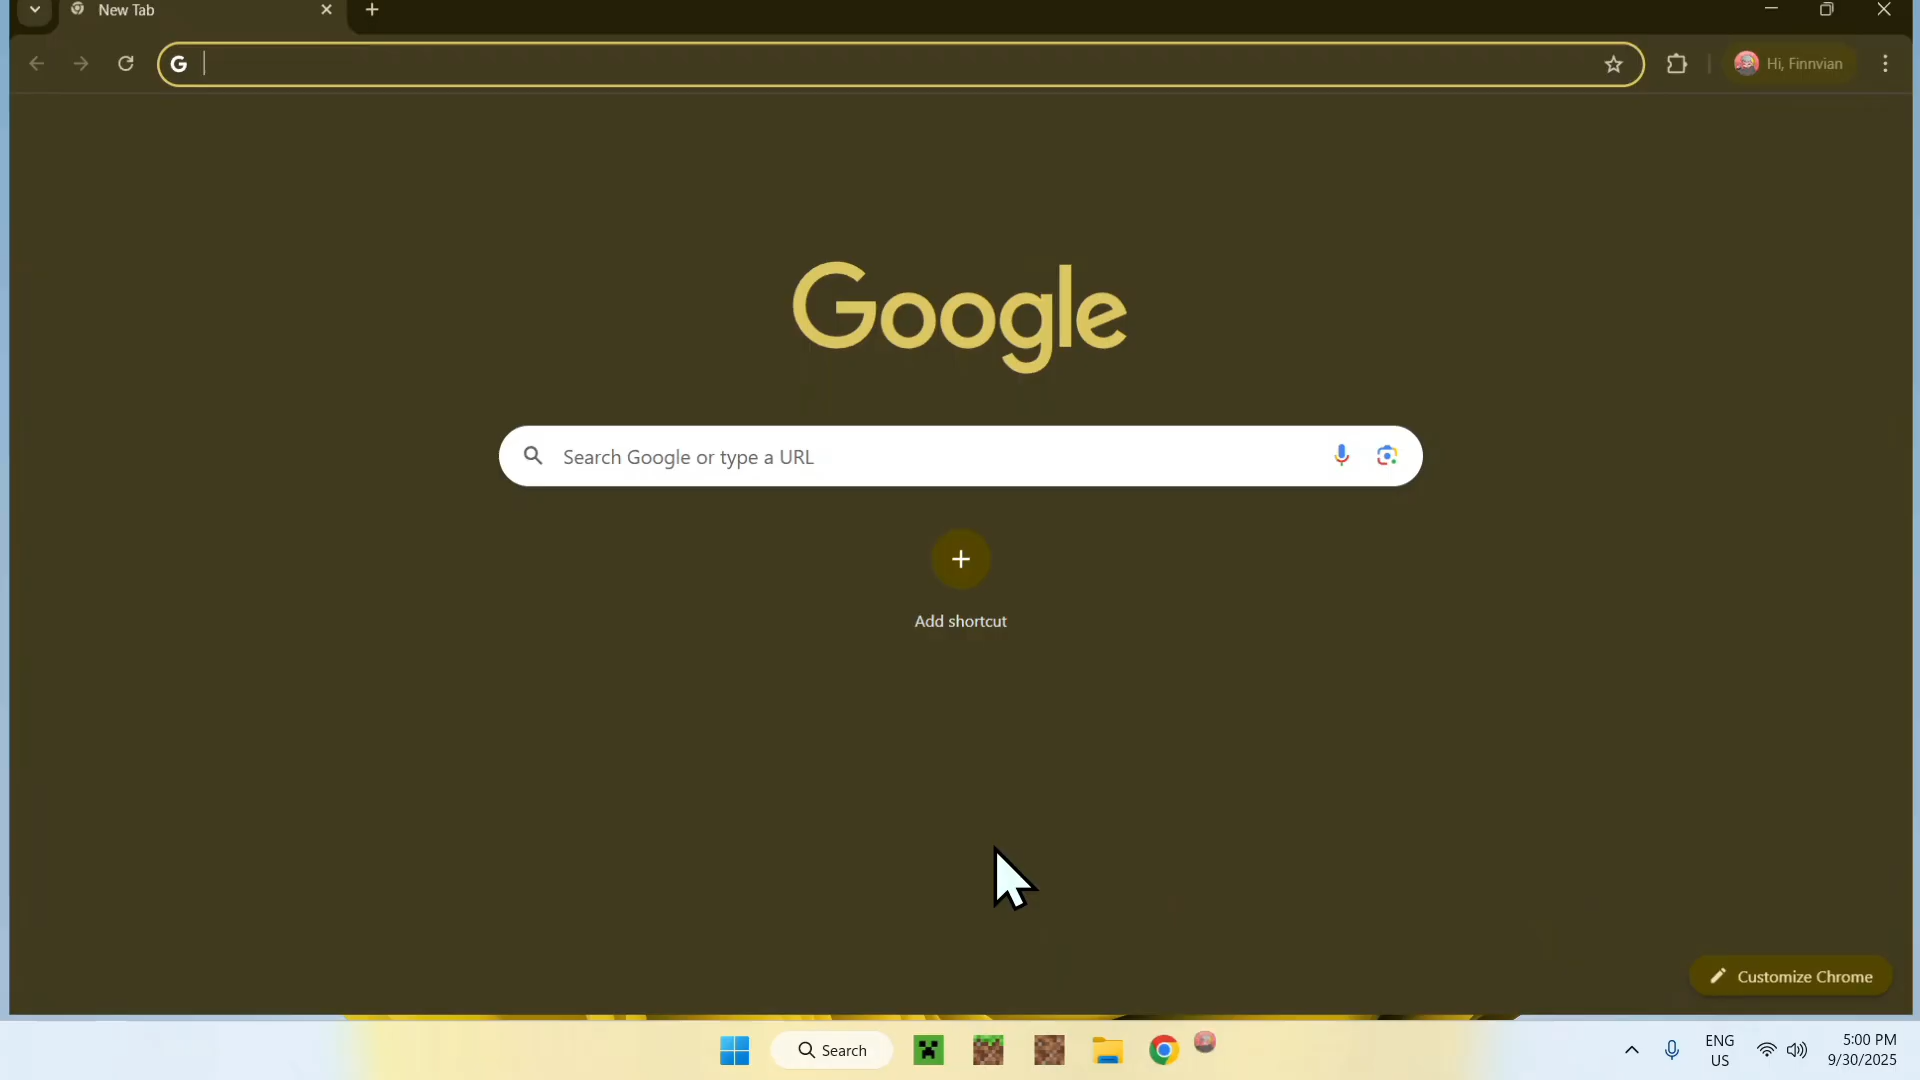 New Tab
Hi, Finnvian
Google
Search Google or type a URL
Add shortcut
Customize Chrome
Search
ENG
US
5:00 PM
9/30/2025